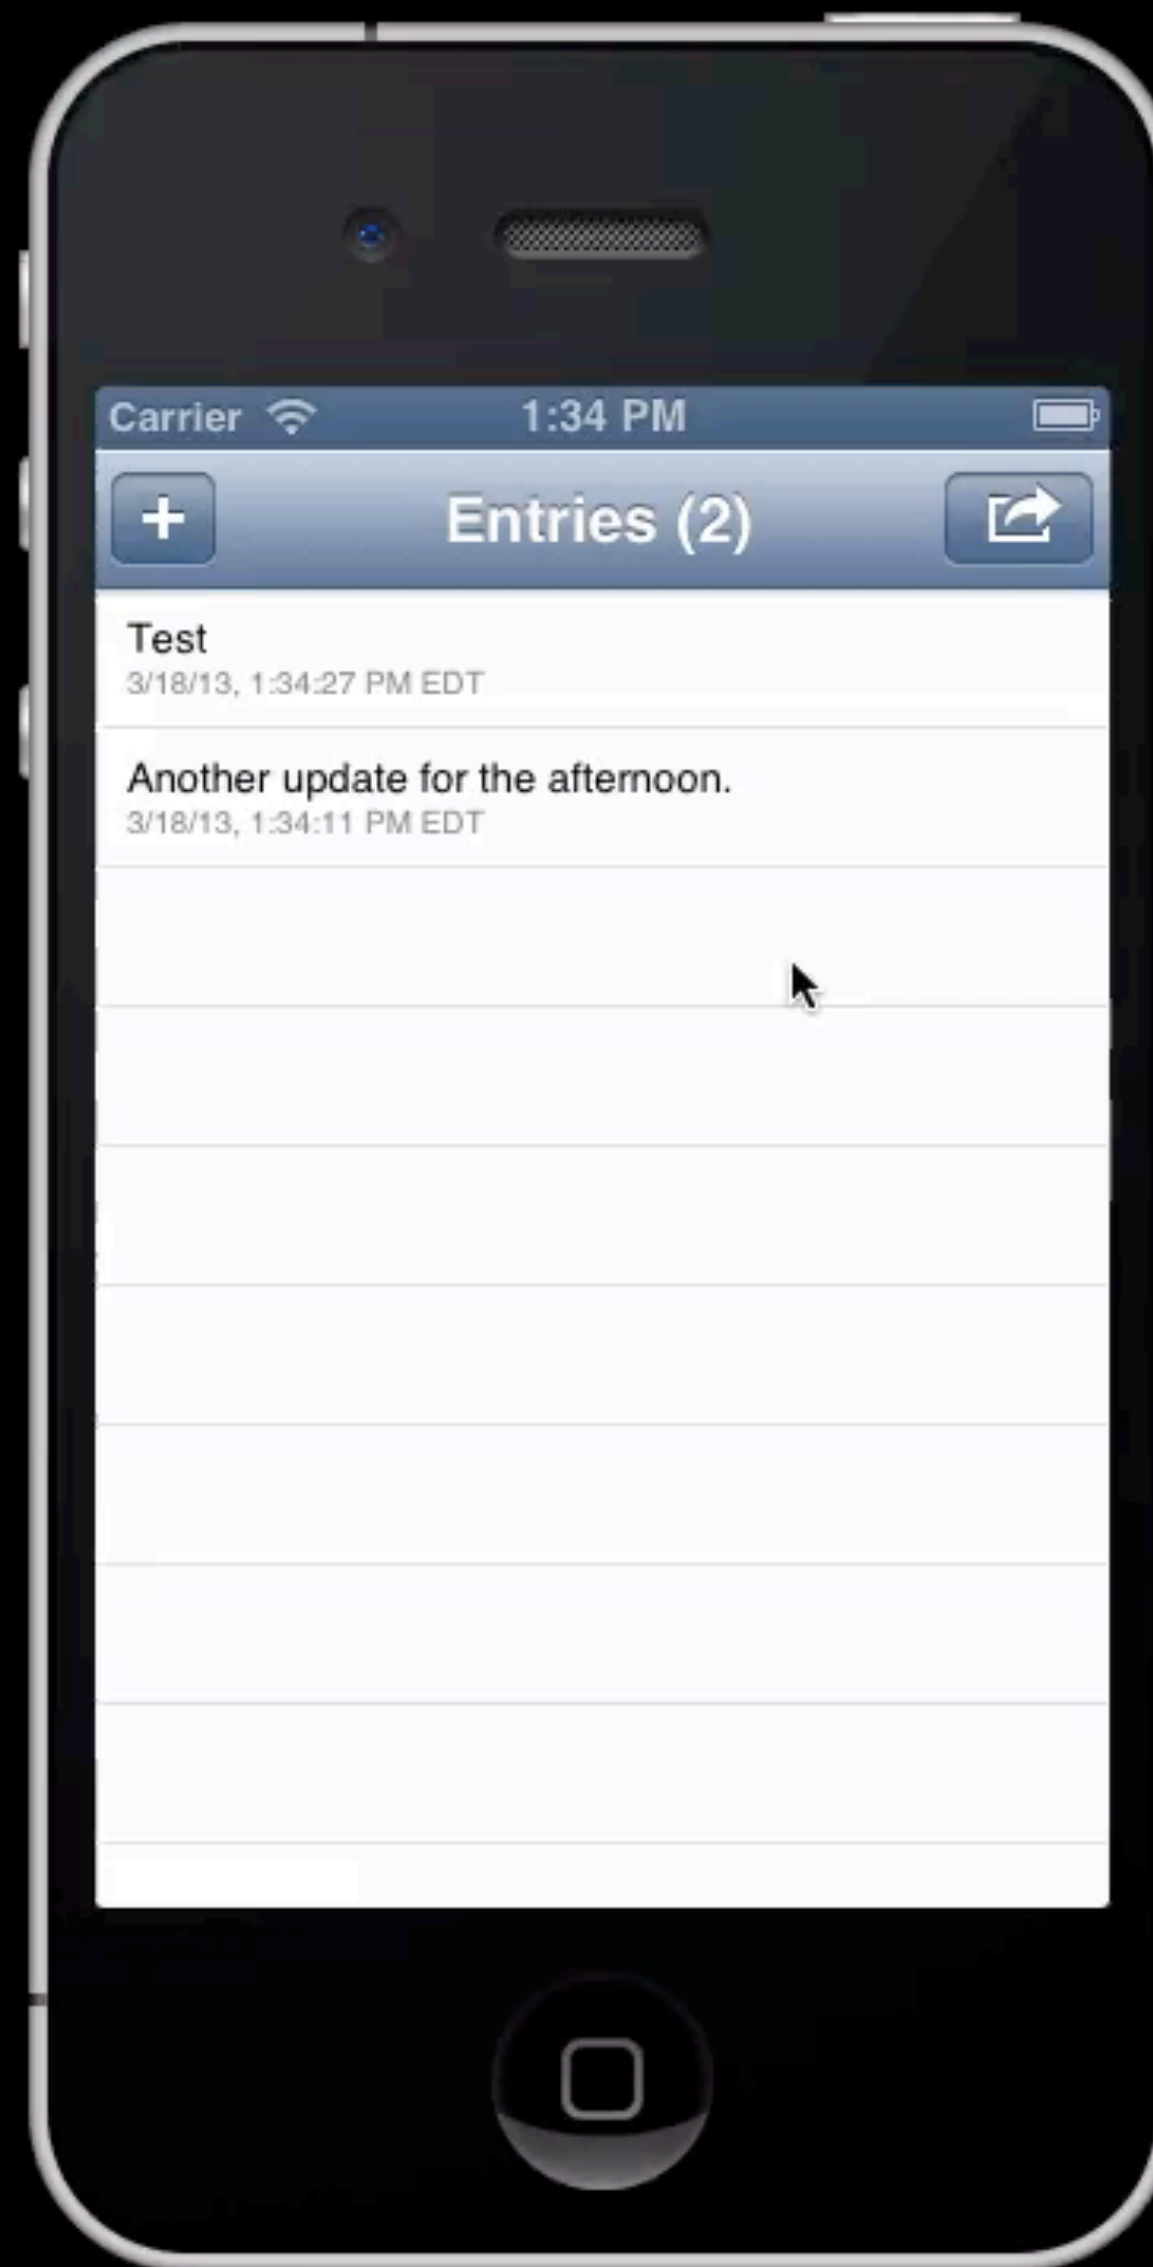 Carrier 1:34 PM
+ Entries (2)
Test
3/18/13, 1:34:27 PM EDT
Another update for the afternoon.
3/18/13, 1:34:11 PM EDT